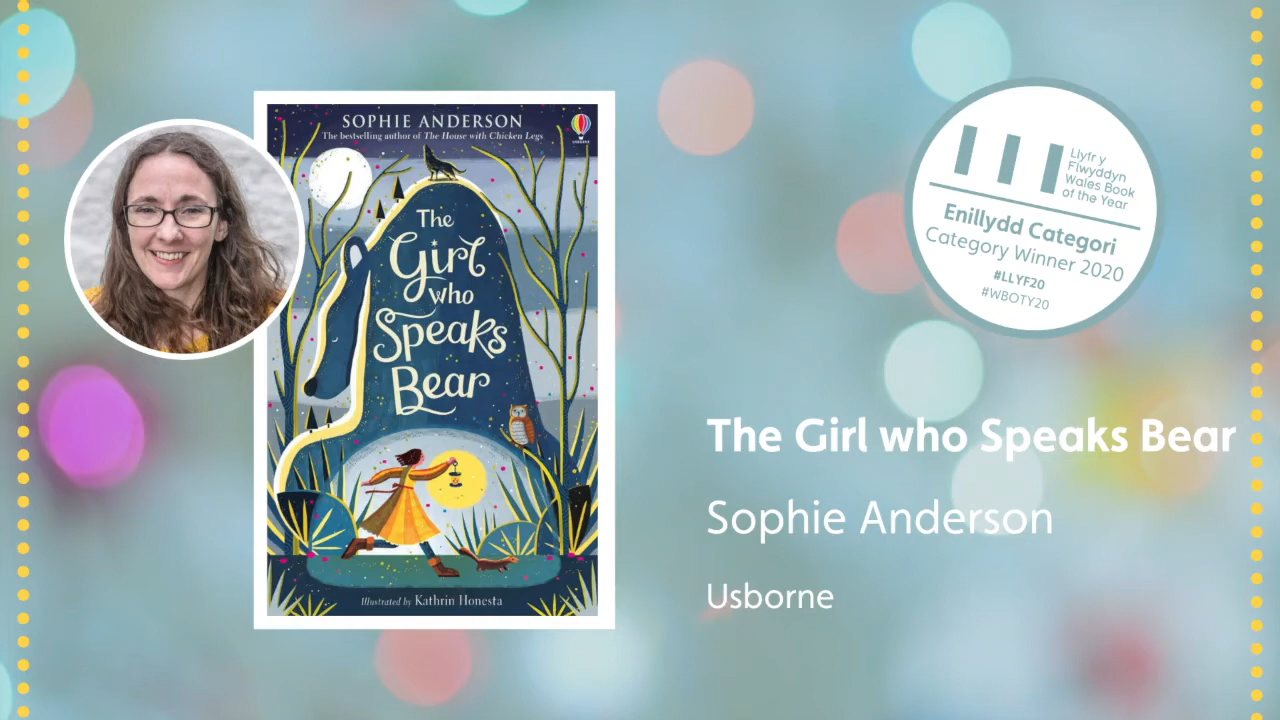 SOPHIE ANDERSON
The bestselling author of The House with Chicken Legs
USBORNE
The
Girl
who
Speaks
Bear
Illustrated by Kathrin Honesta
Llyfr y
Flwyddyn
Wales Book
of the Year
Enillydd Categori
Category Winner 2020
#LLYF20
#WBOTY20
The Girl who Speaks Bear
Sophie Anderson
Usborne